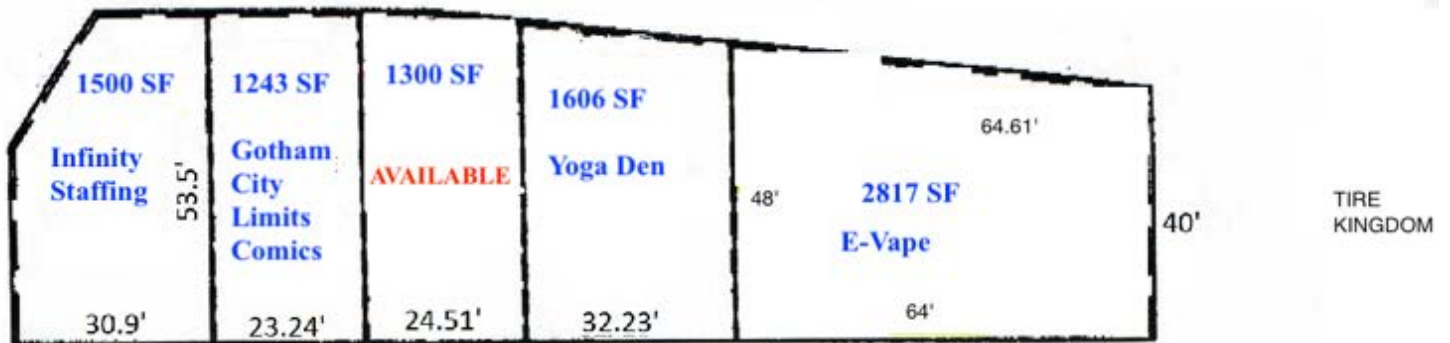 1500 SF
Infinity
Staffing
53.5'
30.9'
1243 SF
Gotham
City
Limits
Comics
23.24'
1300 SF
AVAILABLE
24.51'
1606 SF
Yoga Den
32.23'
48'
64.61'
2817 SF
E-Vape
64'
40'
TIRE
KINGDOM